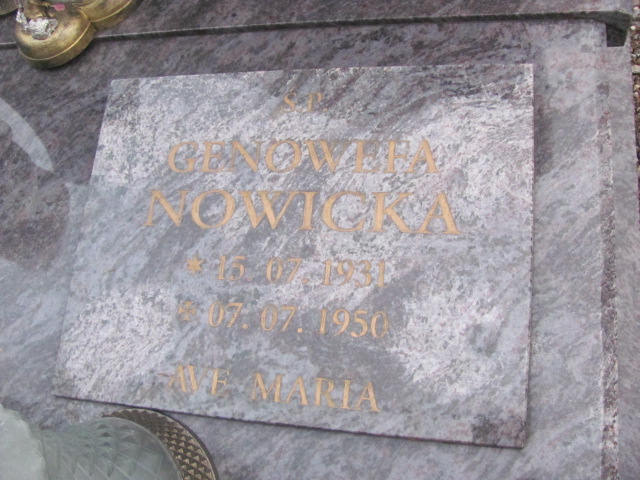 Ś.P.
GENOWEFA
NOWICKA
* 15. 07. 1931
07. 07. 1950
AVE MARIA